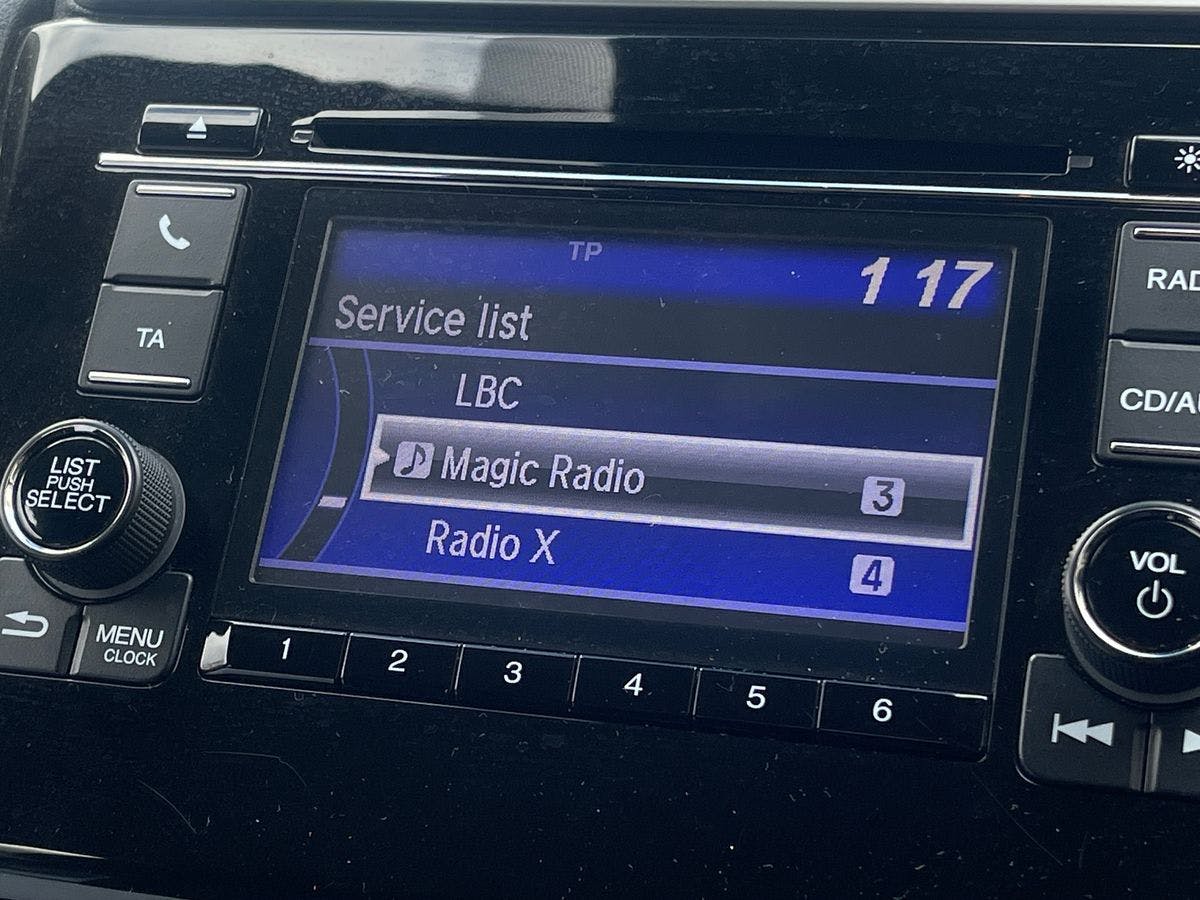 TP
1 17
Service list
LBC
Magic Radio 3
Radio X 4
TA
LIST
PUSH
SELECT
MENU
CLOCK
1 2 3 4 5 6
RAD
CD/AU
VOL